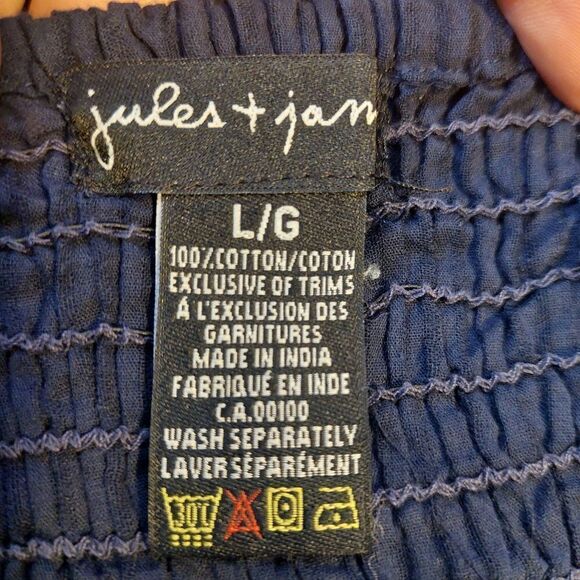 jules + jan
L/G
100% COTTON/COTON
EXCLUSIVE OF TRIMS
À L'EXCLUSION DES
GARNITURES
MADE IN INDIA
FABRIQUÉ EN INDE
C.A.00100
WASH SEPARATELY
LAVER SÉPARÉMENT